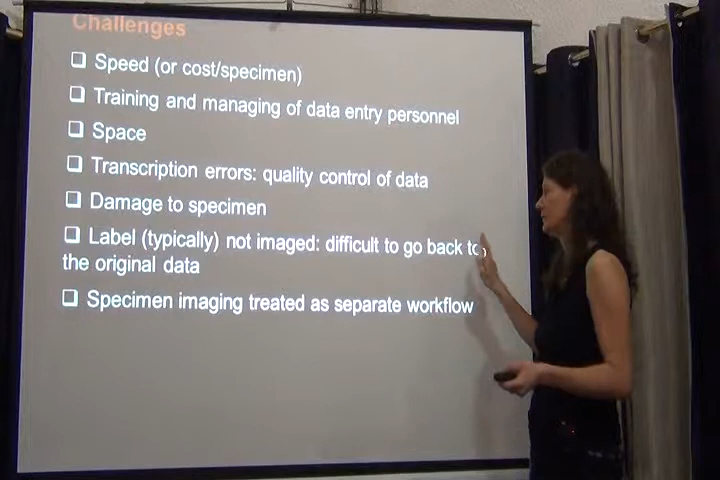 Challenges
❑ Speed (or cost/specimen)
❑ Training and managing of data entry personnel
❑ Space
❑ Transcription errors: quality control of data
❑ Damage to specimen
❑ Label (typically) not imaged: difficult to go back to
the original data
❑ Specimen imaging treated as separate workflow